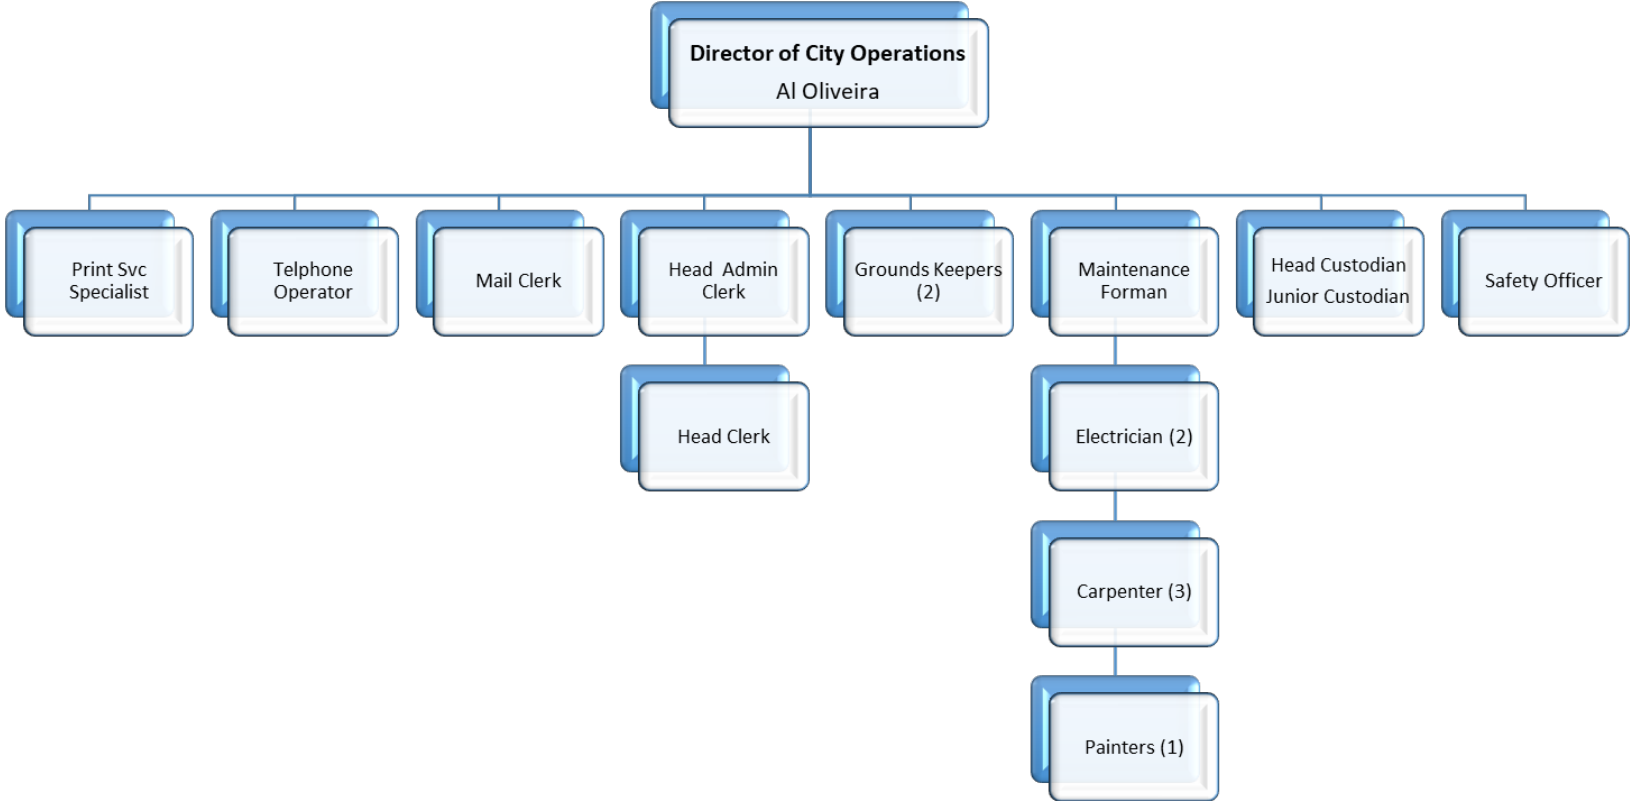 Director of City Operations
Al Oliveira
Print Svc
Specialist
Telphone
Operator
Mail Clerk
Head  Admin
Clerk
Grounds Keepers
(2)
Maintenance
Forman
Head Custodian
Junior Custodian
Safety Officer
Head Clerk
Electrician (2)
Carpenter (3)
Painters (1)